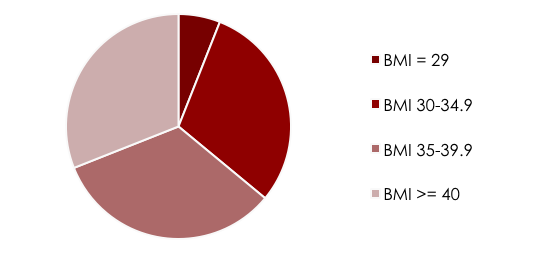 BMI = 29
BMI 30-34.9
BMI 35-39.9
BMI >= 40